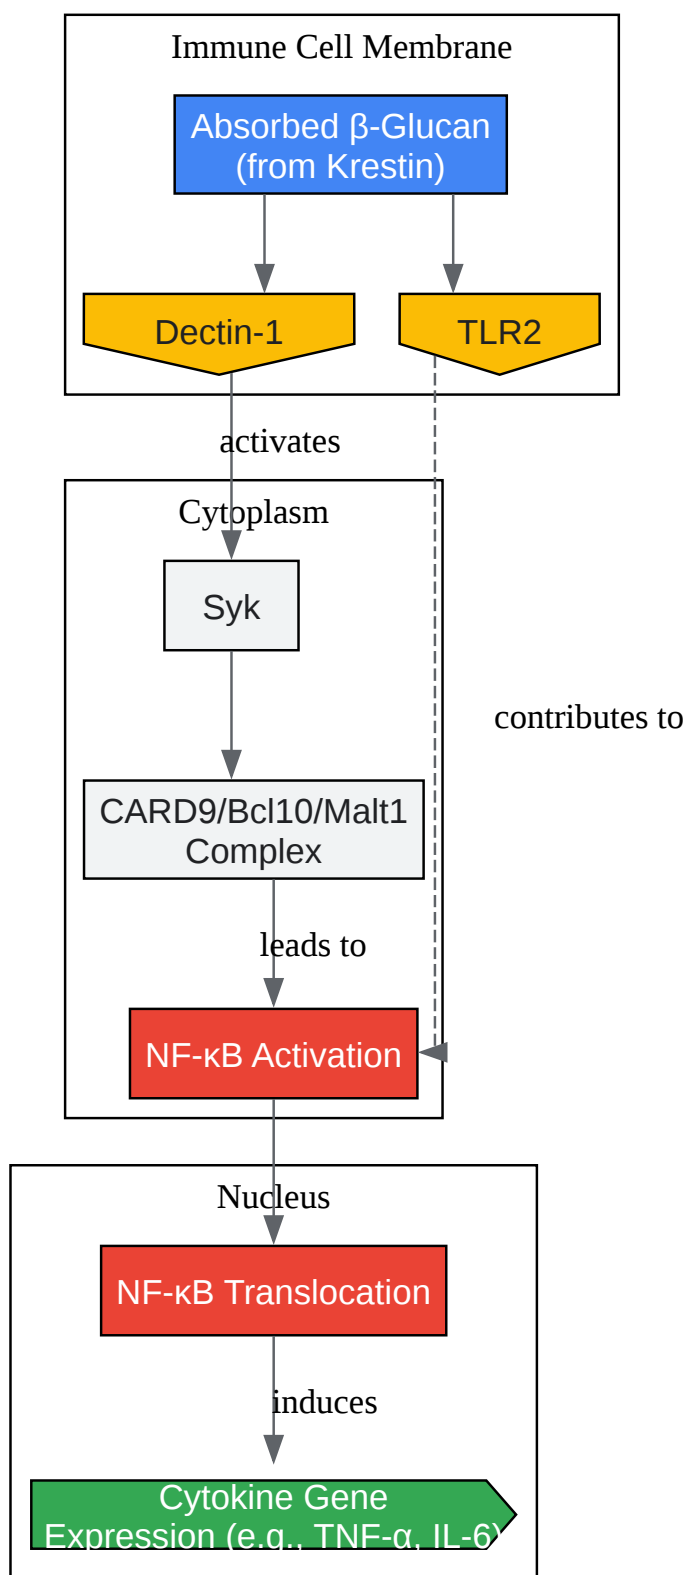 Immune Cell Membrane
Absorbed β-Glucan
(from Krestin)
Dectin-1
TLR2
activates
Cytoplasm
Syk
contributes to
CARD9/Bcl10/Malt1
Complex
leads to
NF-κB Activation
Nucleus
NF-κB Translocation
induces
Cytokine Gene
Expression (e.g., TNF-α, IL-6)